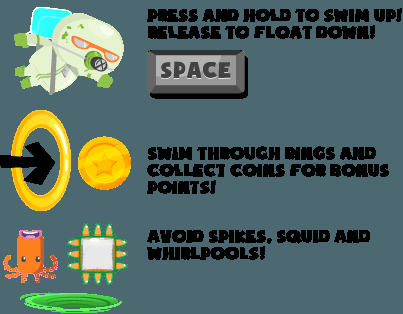 PRESS AND HOLD TO SWIM UP!
RELEASE TO FLOAT DOWN!
SPACE
SWIM THROUGH RINGS AND
COLLECT COINS FOR BONUS
POINTS!
AVOID SPIKES, SQUID AND
WHIRLPOOLS!